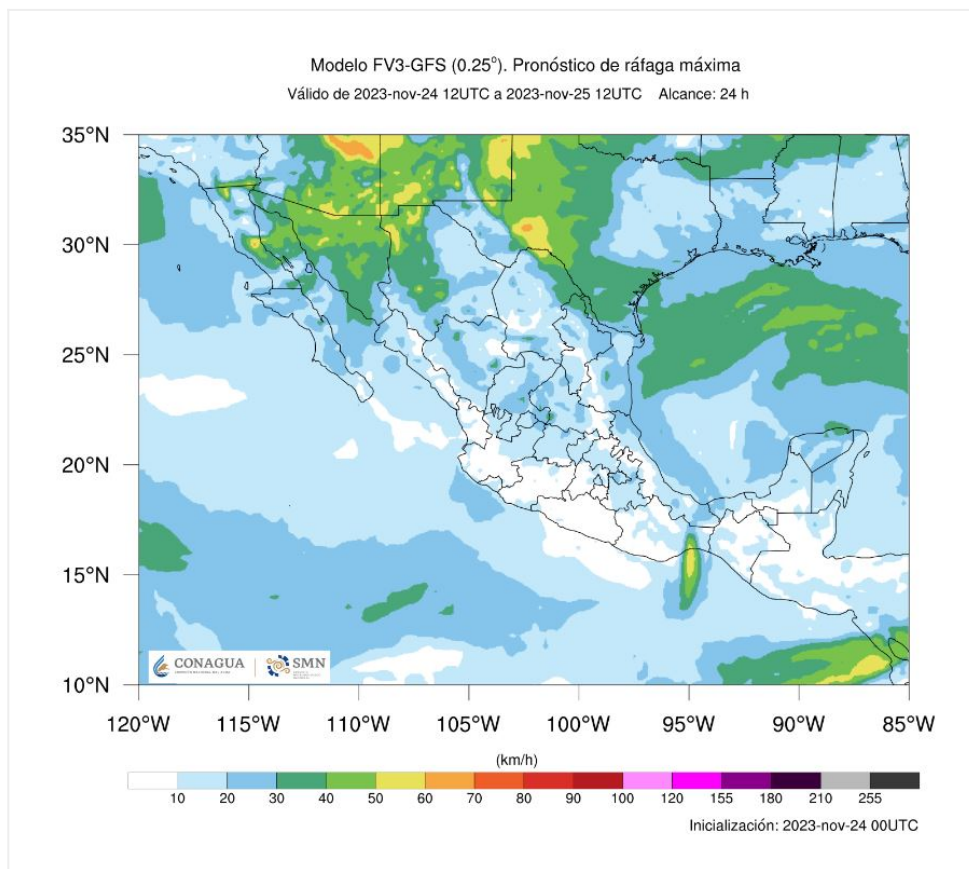 Modelo FV3-GFS (0.25°). Pronóstico de ráfaga máxima
Válido de 2023-nov-24 12UTC a 2023-nov-25 12UTC Alcance: 24 h
35°N
30°N
25°N
20°N
15°N
10°N
CONAGUA
SMN
120°W 115°W 110°W 105°W 100°W 95°W 90°W 85°W
(km/h)
10 20 30 40 50 60 70 80 90 100 120 155 180 210 255
Inicialización: 2023-nov-24 00UTC